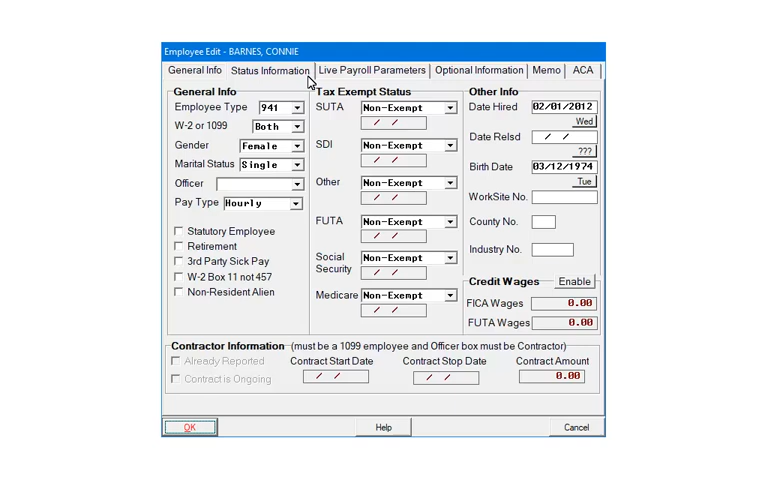 Employee Edit - BARNES, CONNIE
General Info Status Information Live Payroll Parameters Optional Information Memo ACA
General Info Tax Exempt Status Other Info
Employee Type 941 SUTA Non-Exempt Date Hired 02/01/2012
/ / Wed
W-2 or 1099 Both
Date Relsd / /
Gender Female SDI Non-Exempt
/ / ???
Marital Status Single Birth Date 03/12/1974
Officer Other Non-Exempt Tue
/ / WorkSite No.
Pay Type Hourly
FUTA Non-Exempt County No.
Statutory Employee / /
Retirement Industry No.
3rd Party Sick Pay Social Security Non-Exempt
W-2 Box 11 not 457 / /
Credit Wages Enable
Non-Resident Alien Medicare Non-Exempt
/ / FICA Wages 0.00
FUTA Wages 0.00
Contractor Information (must be a 1099 employee and Officer box must be Contractor)
Already Reported Contract Start Date Contract Stop Date Contract Amount
Contract is Ongoing / / / / 0.00
OK Help Cancel